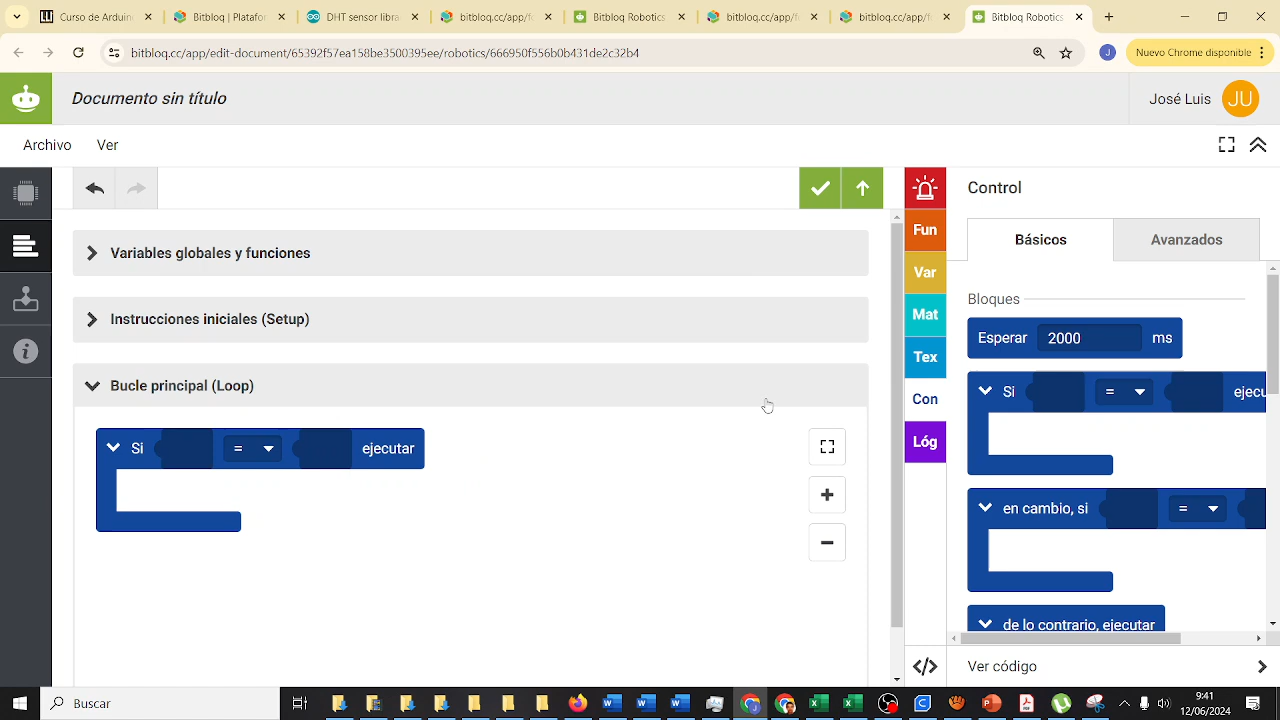 Curso de Arduin
Bitbloq | Platafor
DHT sensor libra
bitbloq.cc/app/f
Bitbloq Robotics
bitbloq.cc/app/f
bitbloq.cc/app/f
Bitbloq Robotics
bitbloq.cc/app/edit-document/65392f57ea158be3500395ee/robotics/666950f556b0b431de2c32b4
J
Nuevo Chrome disponible
Documento sin título
José Luis
JU
Archivo
Ver
Control
Fun
Básicos
Avanzados
Variables globales y funciones
Var
Bloques
Mat
Instrucciones iniciales (Setup)
Esperar 2000 ms
Tex
Bucle principal (Loop)
Con
Si = ejecu
Lóg
Si = ejecutar
en cambio, si =
de lo contrario, ejecutar
</> Ver código
Buscar
9:41
12/06/2024